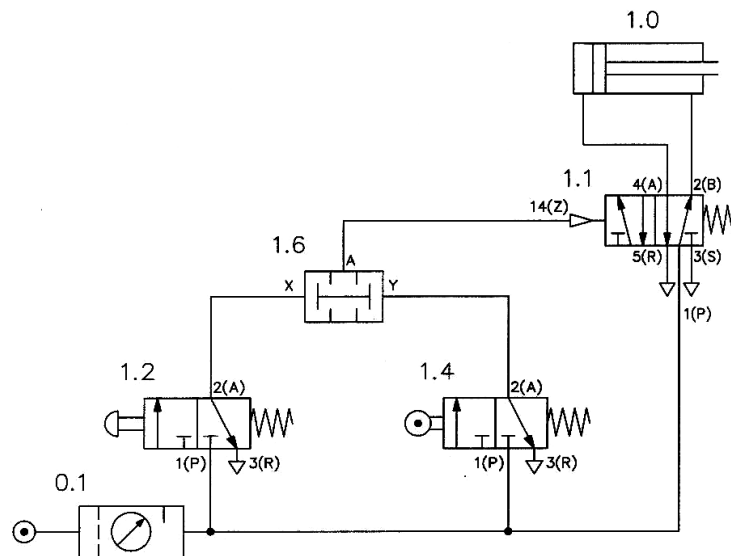 1.0
1.1
4(A) 2(B)
14(Z)
5(R) 3(S)
1(P)
1.6
A
X Y
1.2
2(A)
1(P) 3(R)
1.4
2(A)
1(P) 3(R)
0.1